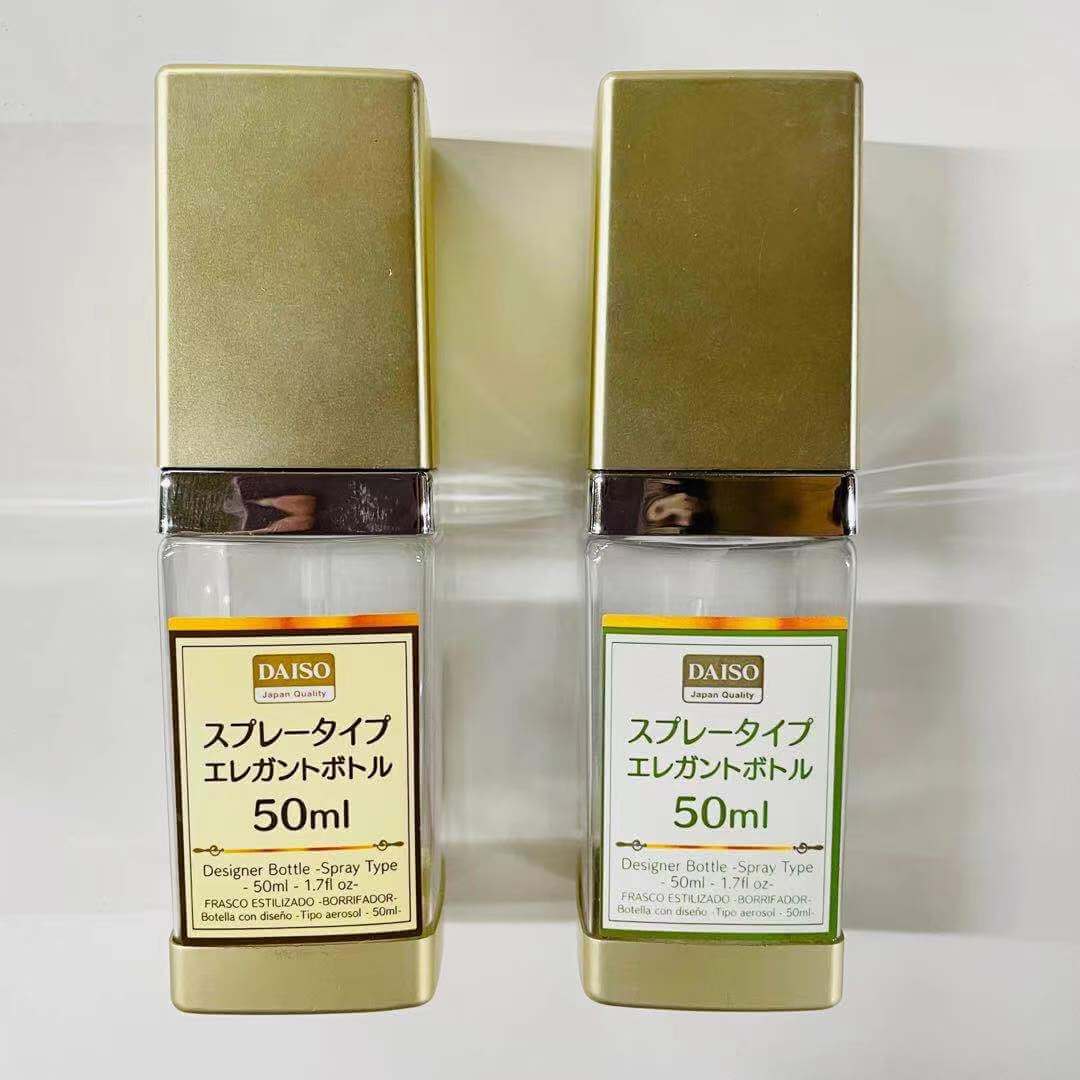 DAISO
Japan Quality
スプレータイプ
エレガントボトル
50ml
Designer Bottle -Spray Type
- 50ml - 1.7fl oz-
FRASCO ESTILIZADO -BORRIFADOR-
Botella con diseño -Tipo aerosol - 50ml-
DAISO
Japan Quality
スプレータイプ
エレガントボトル
50ml
Designer Bottle -Spray Type
- 50ml - 1.7fl oz-
FRASCO ESTILIZADO -BORRIFADOR-
Botella con diseño -Tipo aerosol - 50ml-